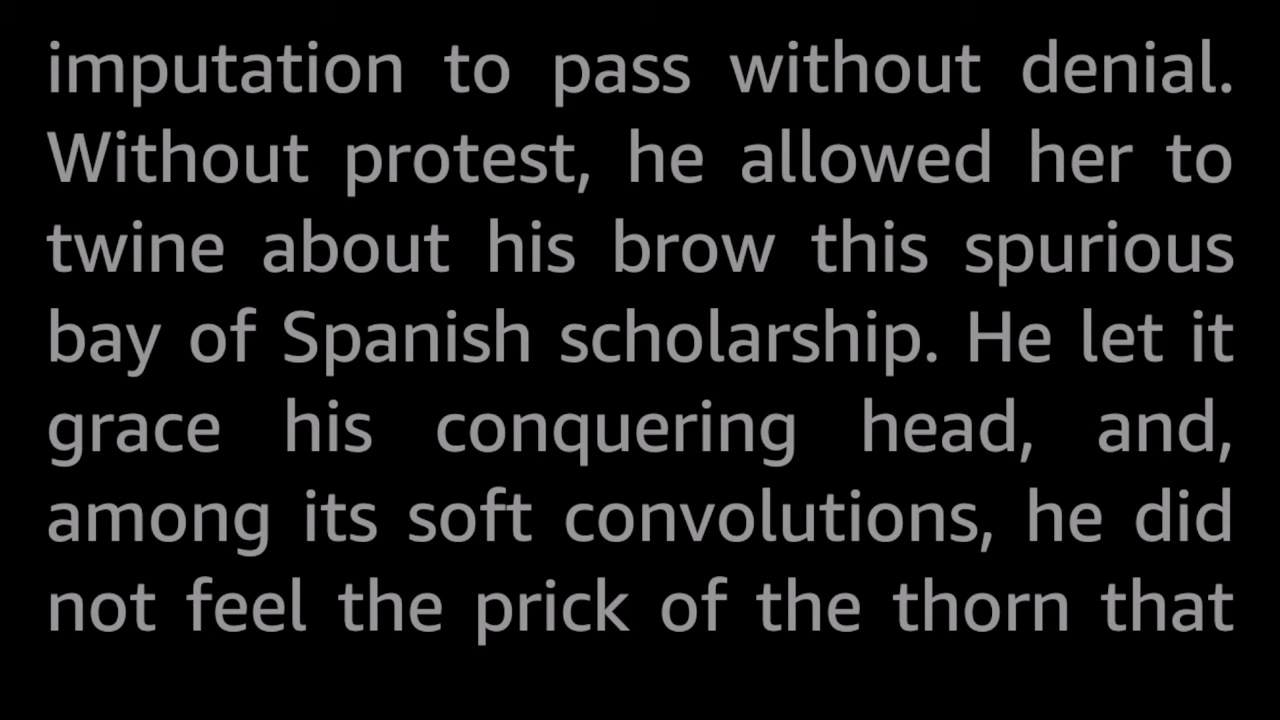 imputation to pass without denial.
Without protest, he allowed her to
twine about his brow this spurious
bay of Spanish scholarship. He let it
grace his conquering head, and,
among its soft convolutions, he did
not feel the prick of the thorn that